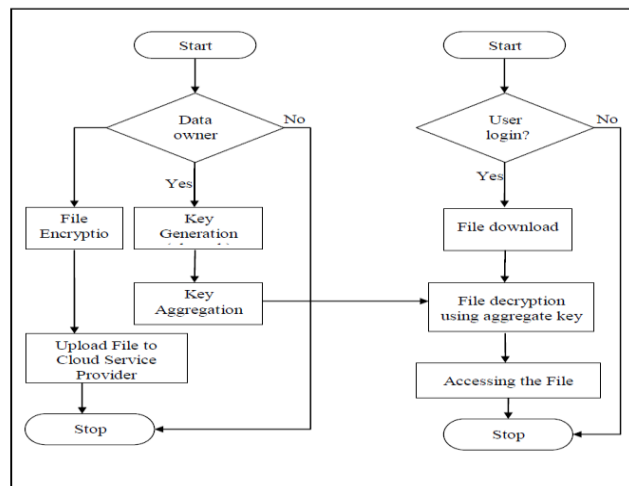 Start
Data
owner
No
Yes
File
Encryptio
Key
Generation
Key
Aggregation
Upload File to
Cloud Service
Provider
Stop
Start
User
login?
No
Yes
File download
File decryption
using aggregate key
Accessing the File
Stop